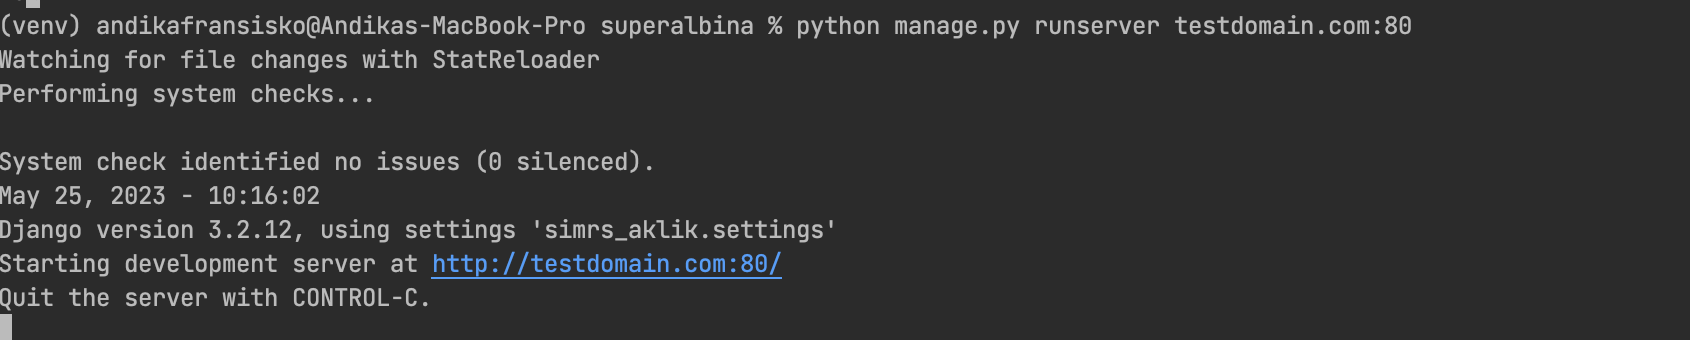 (venv) andikafransisko@Andikas-MacBook-Pro superalbina % python manage.py runserver testdomain.com:80
Watching for file changes with StatReloader
Performing system checks...
System check identified no issues (0 silenced).
May 25, 2023 - 10:16:02
Django version 3.2.12, using settings 'simrs_aklik.settings'
Starting development server at http://testdomain.com:80/
Quit the server with CONTROL-C.